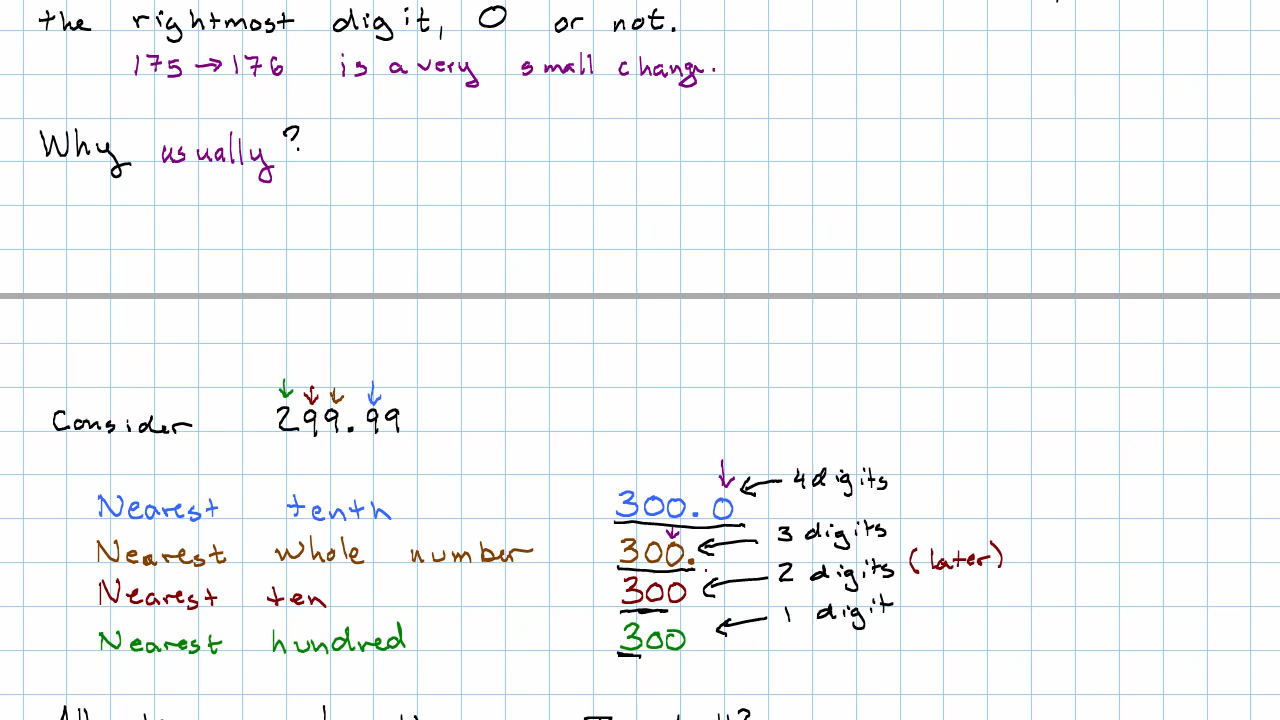 the rightmost digit, 0 or not.
175 → 176 is a very small change.
Why usually?
Consider 299.99
Nearest tenth 300.0 ← 4 digits
Nearest whole number 300. ← 3 digits
Nearest ten 300 ← 2 digits (later)
Nearest hundred 300 ← 1 digit